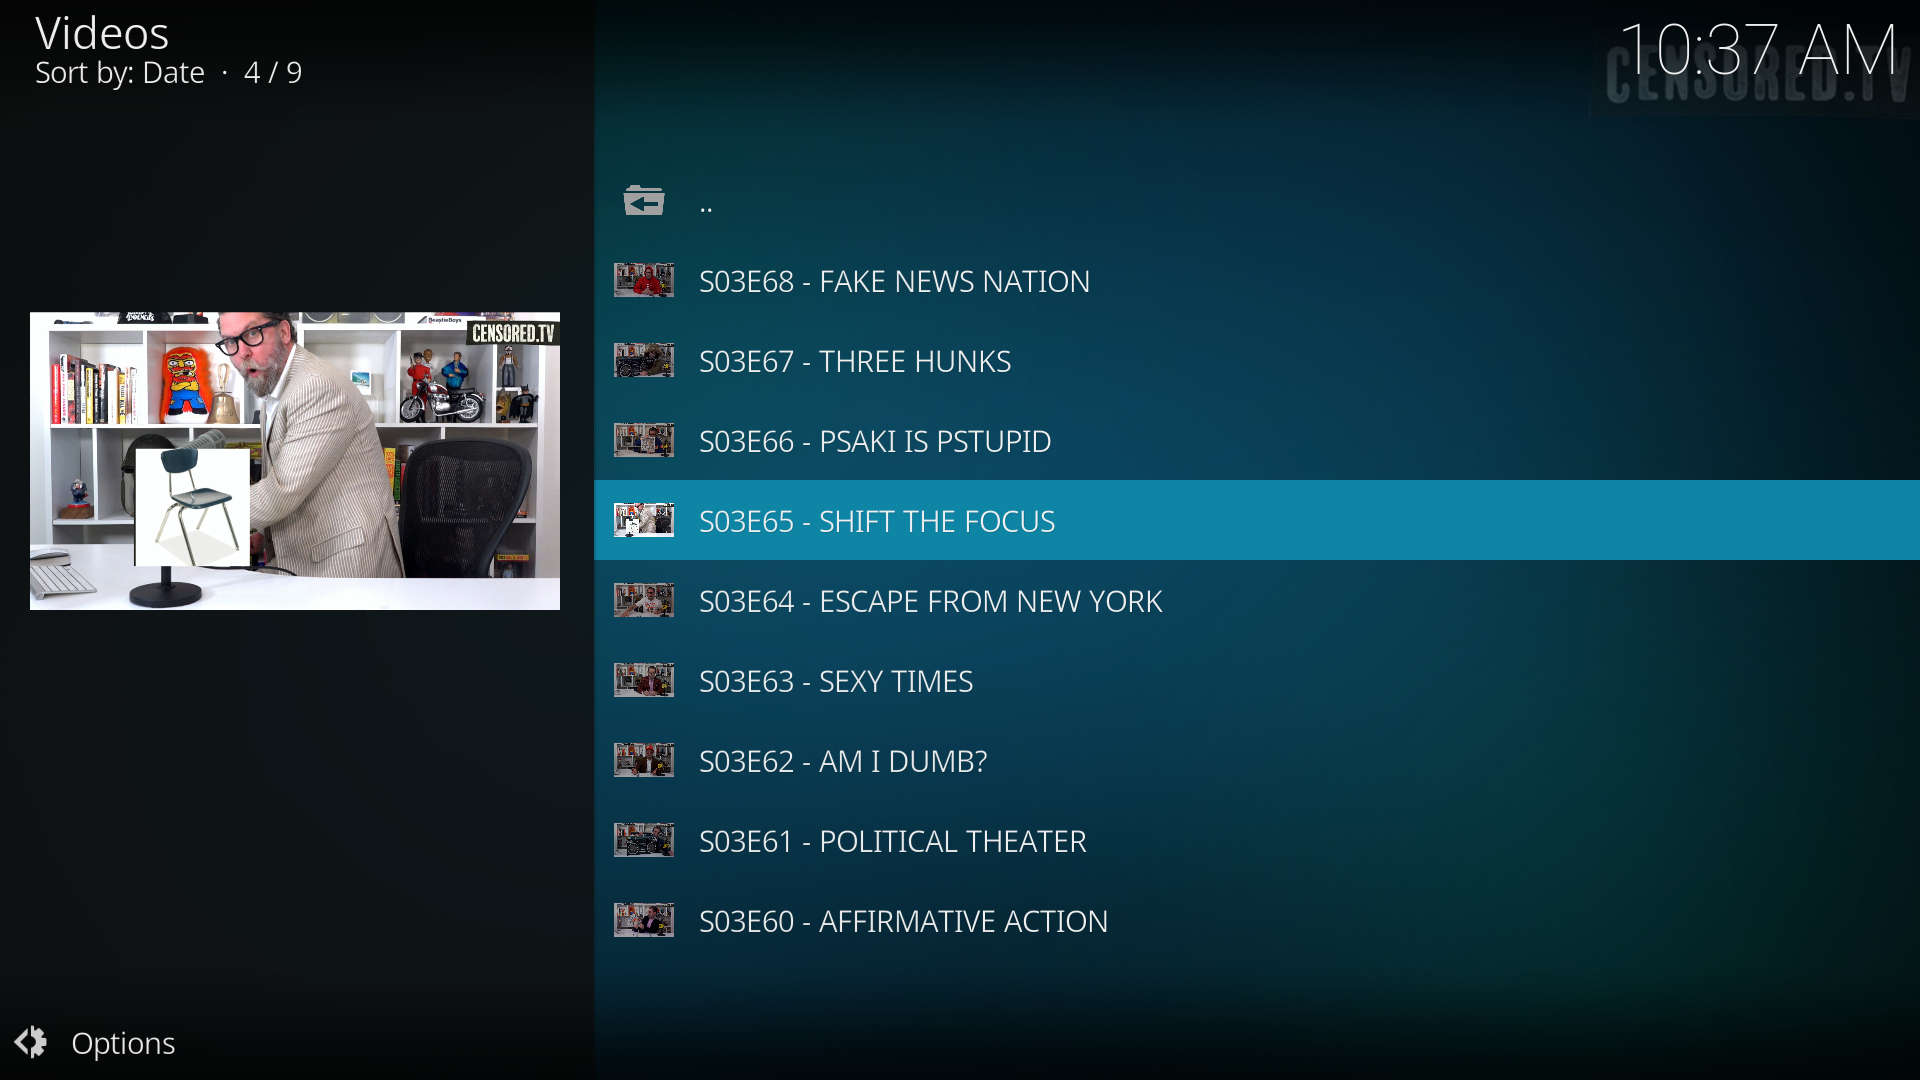 Videos
Sort by: Date · 4 / 9
10:37 AM
CENSORED.TV
..
S03E68 - FAKE NEWS NATION
S03E67 - THREE HUNKS
S03E66 - PSAKI IS PSTUPID
S03E65 - SHIFT THE FOCUS
S03E64 - ESCAPE FROM NEW YORK
S03E63 - SEXY TIMES
S03E62 - AM I DUMB?
S03E61 - POLITICAL THEATER
S03E60 - AFFIRMATIVE ACTION
CENSORED.TV
Options